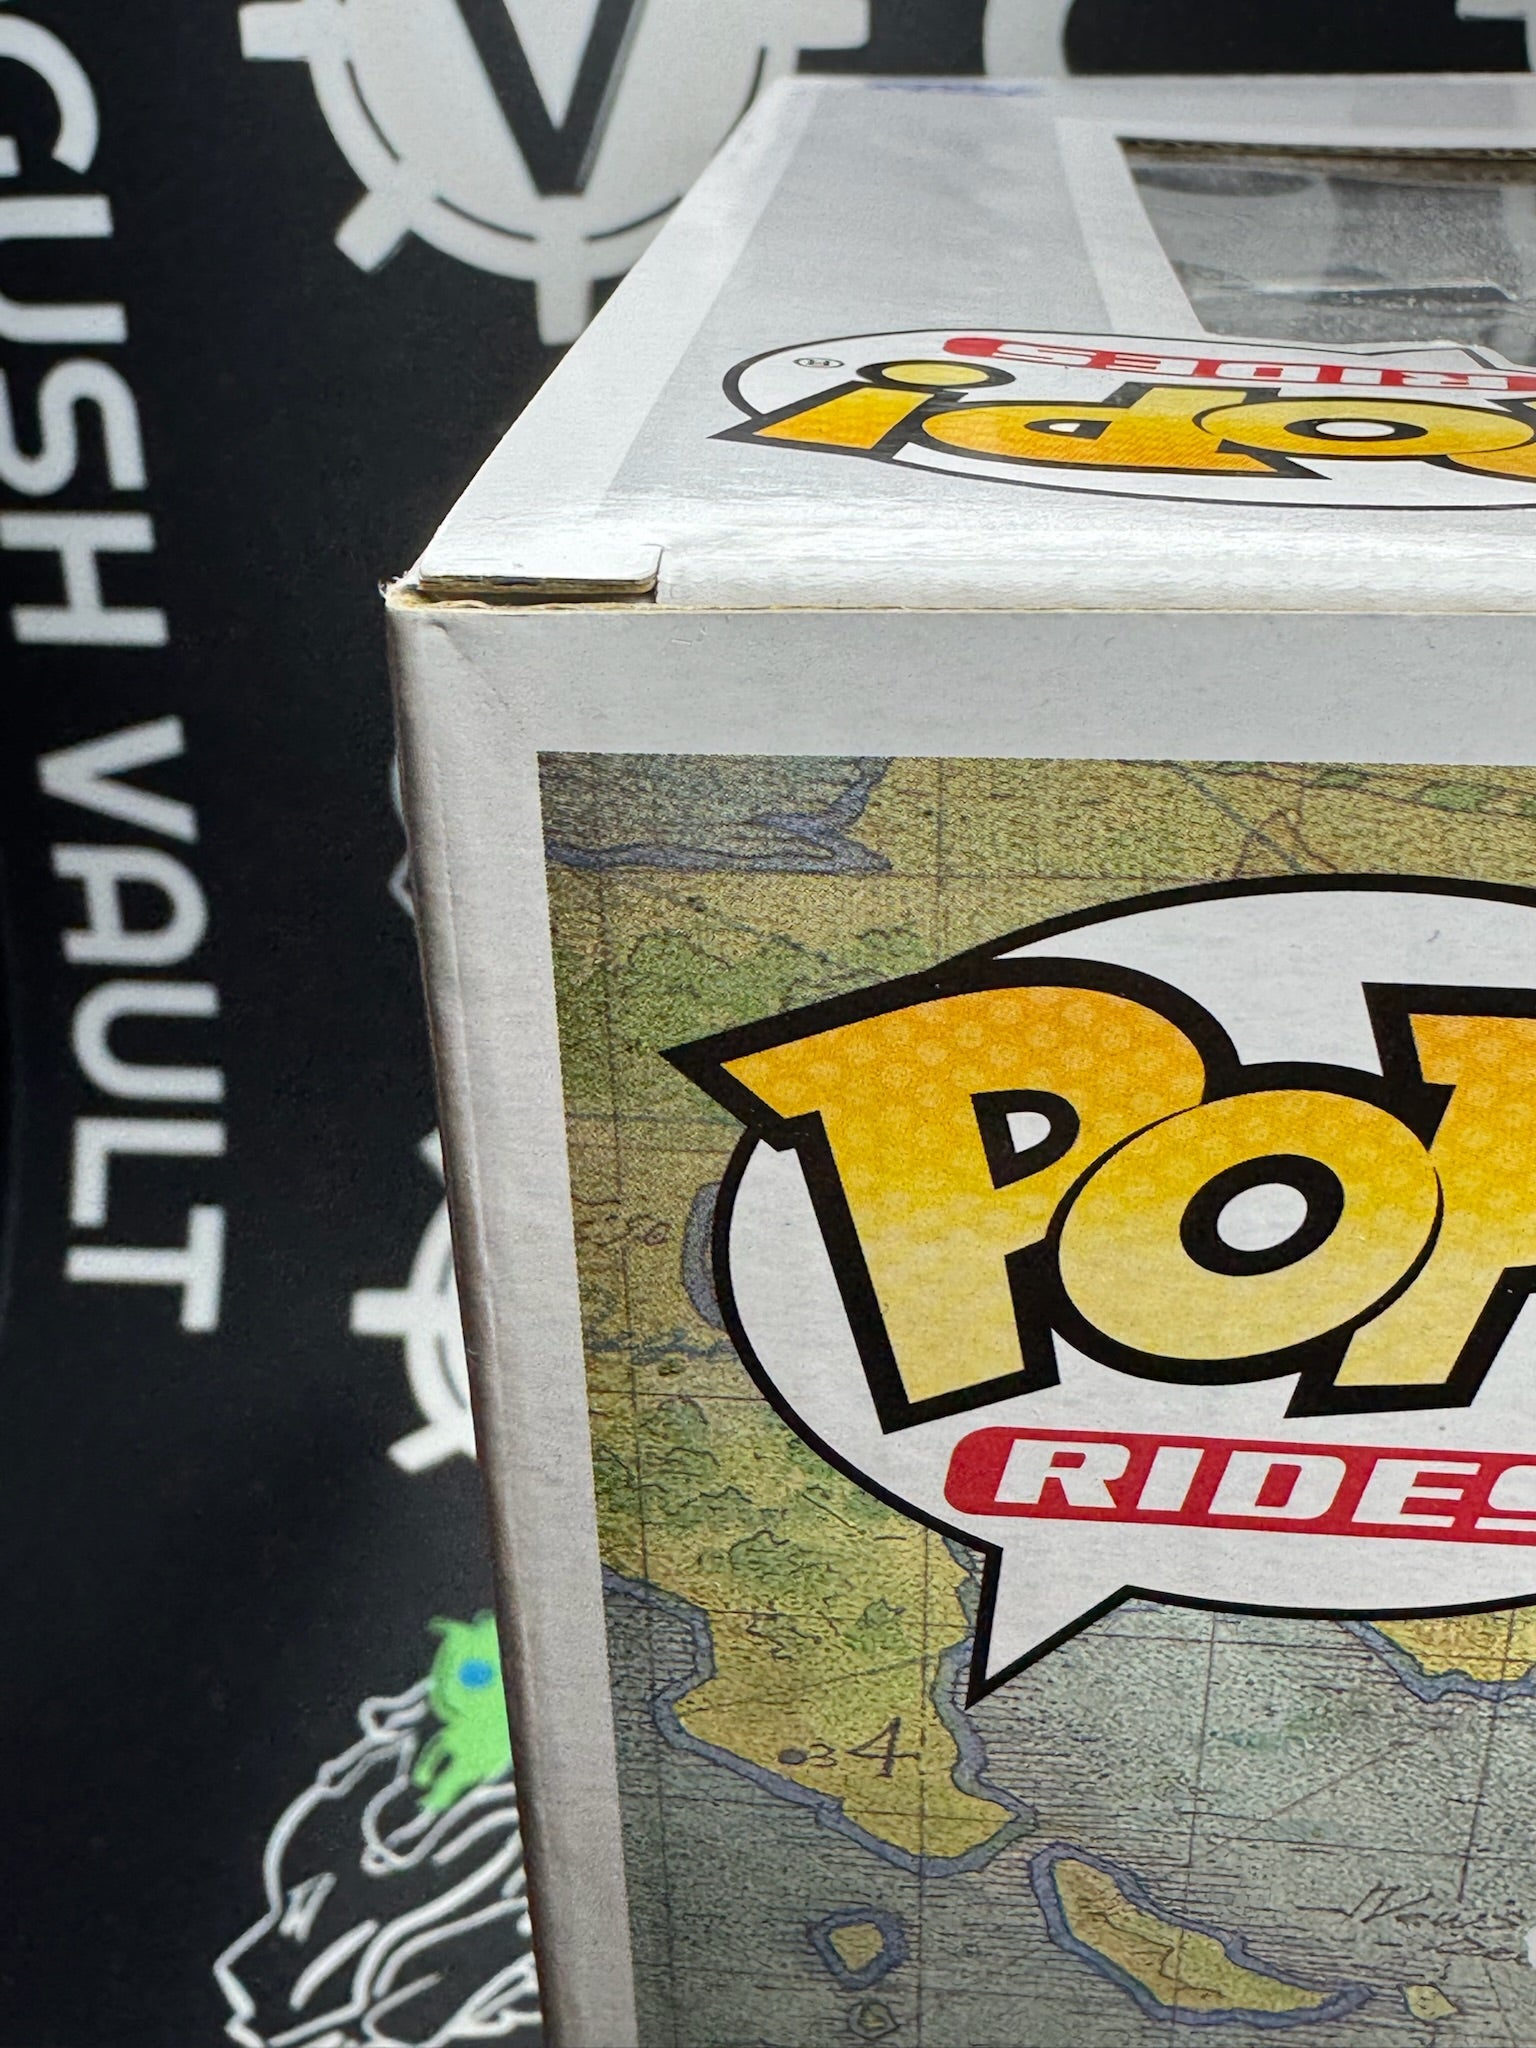 GUSH VAULT
V
RIDES
Pop!
POP
RIDES
34